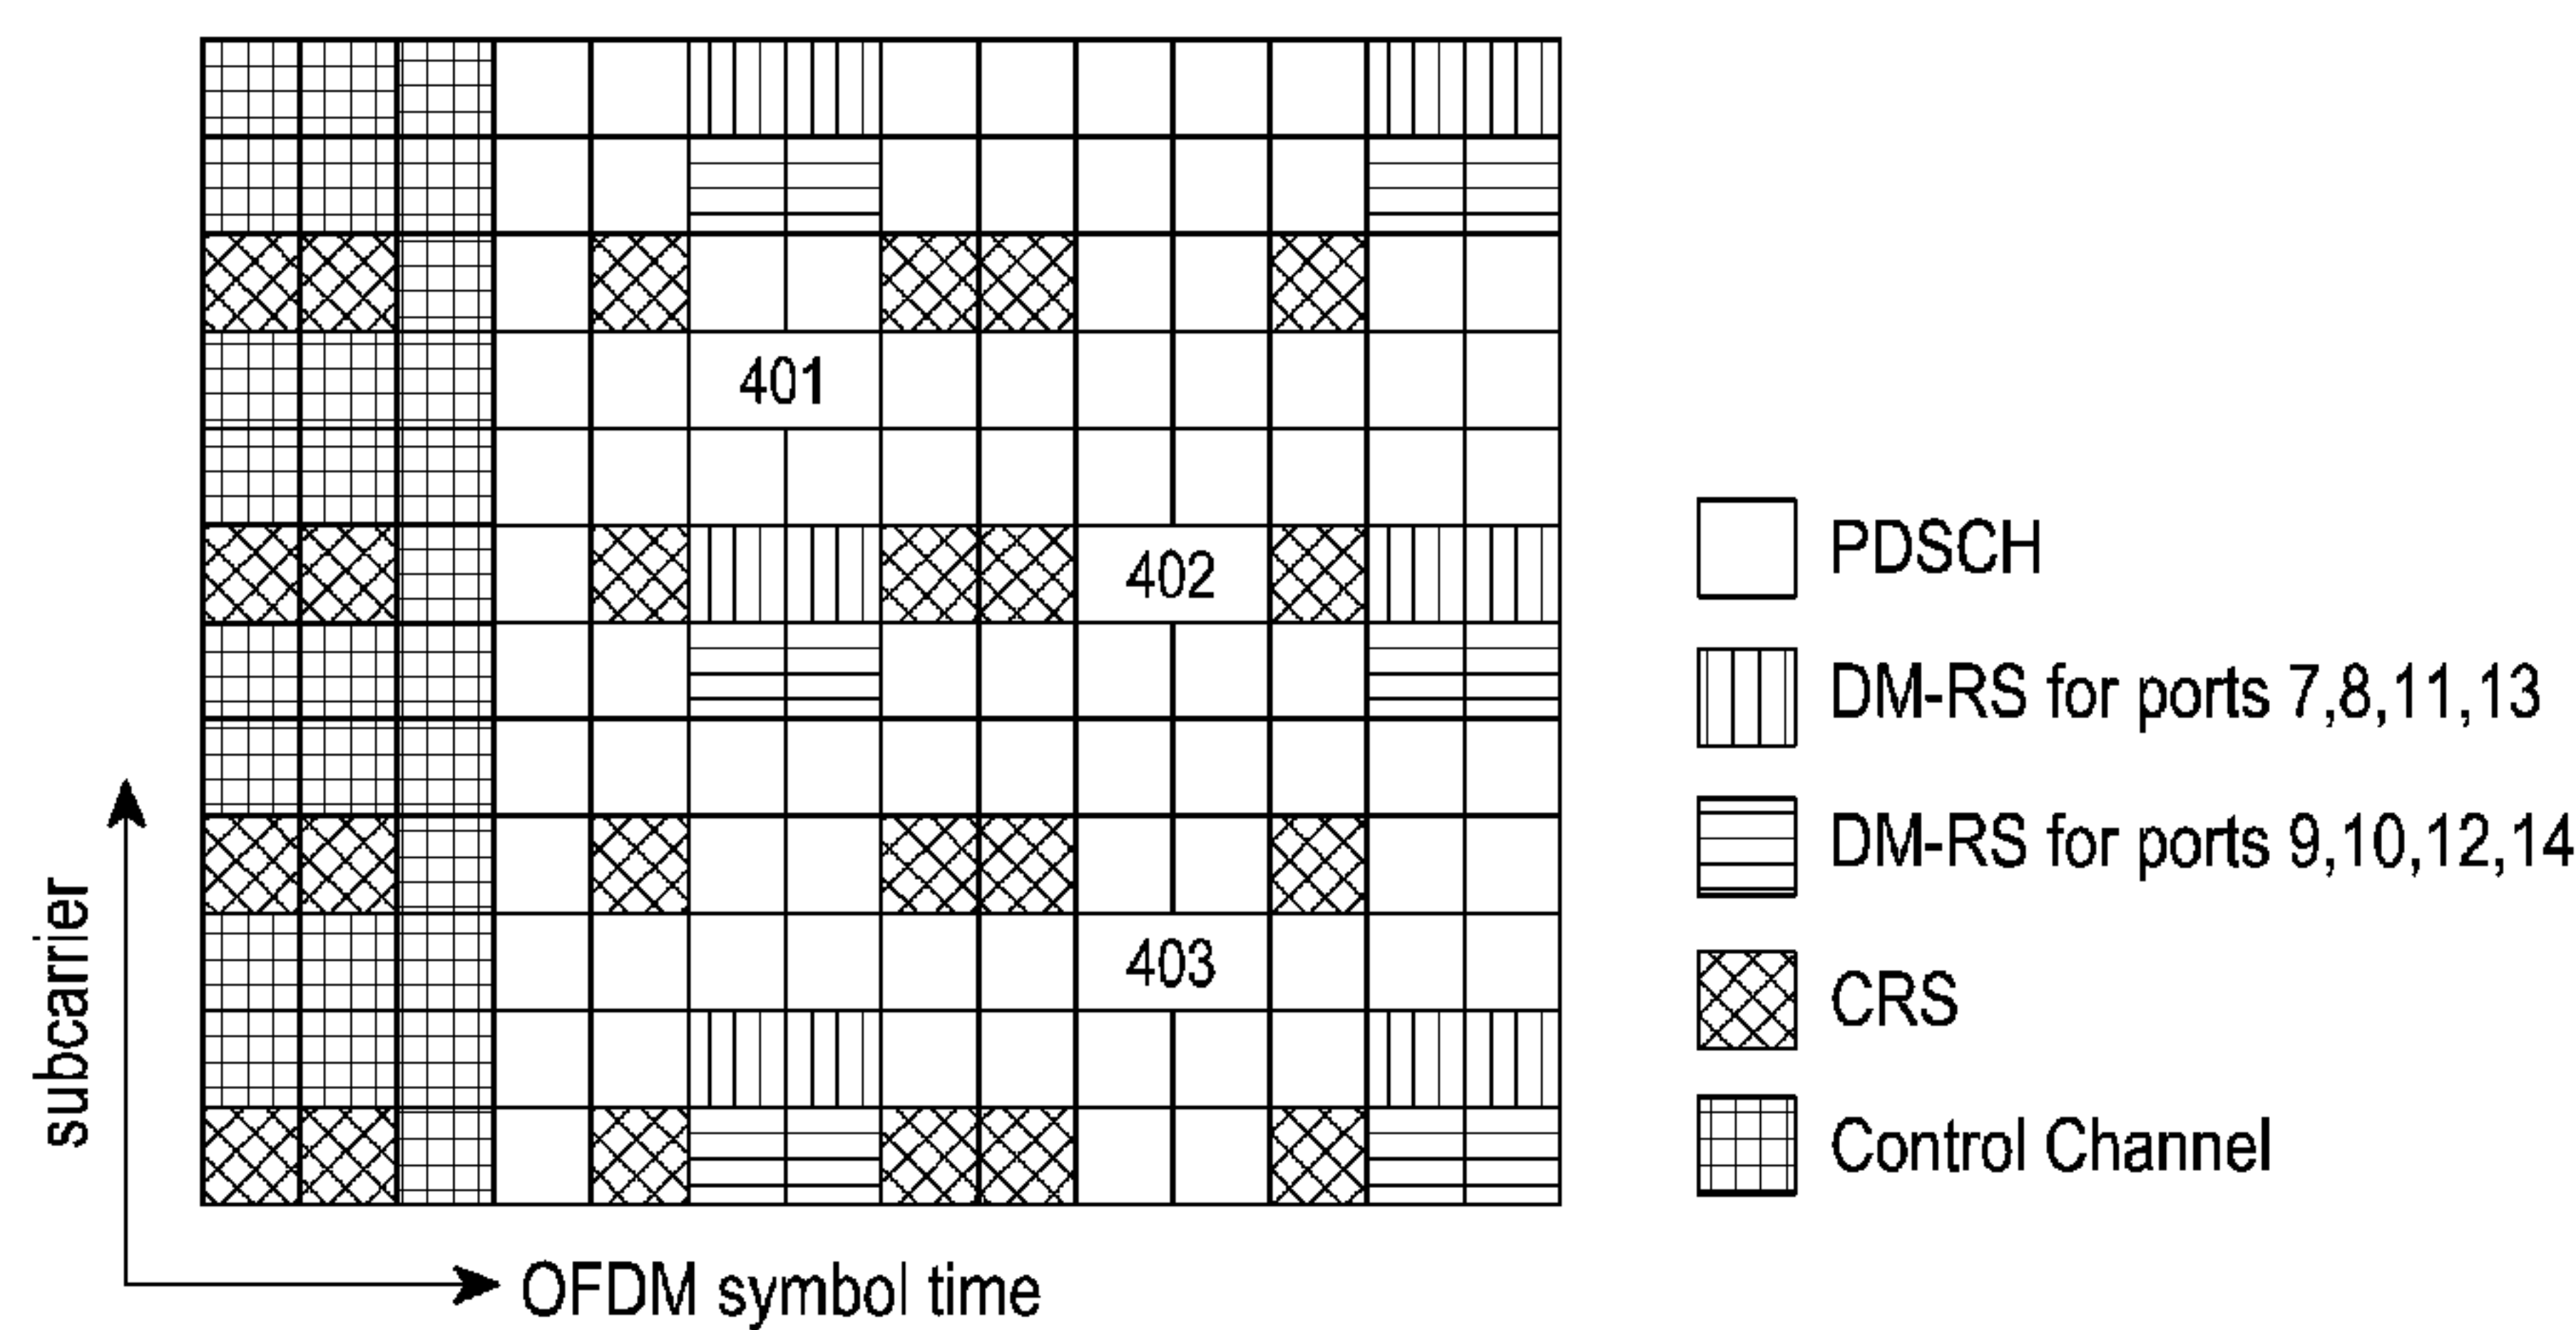 401
402
403
subcarrier
OFDM symbol time
PDSCH
DM-RS for ports 7,8,11,13
DM-RS for ports 9,10,12,14
CRS
Control Channel